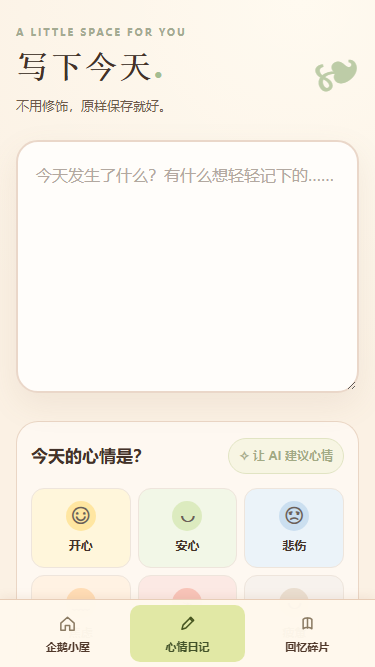 A LITTLE SPACE FOR YOU
写下今天.
不用修饰，原样保存就好。
今天发生了什么？有什么想轻轻记下的……
今天的心情是？
✧ 让 AI 建议心情
开心 安心 悲伤
企鹅小屋 心情日记 回忆碎片